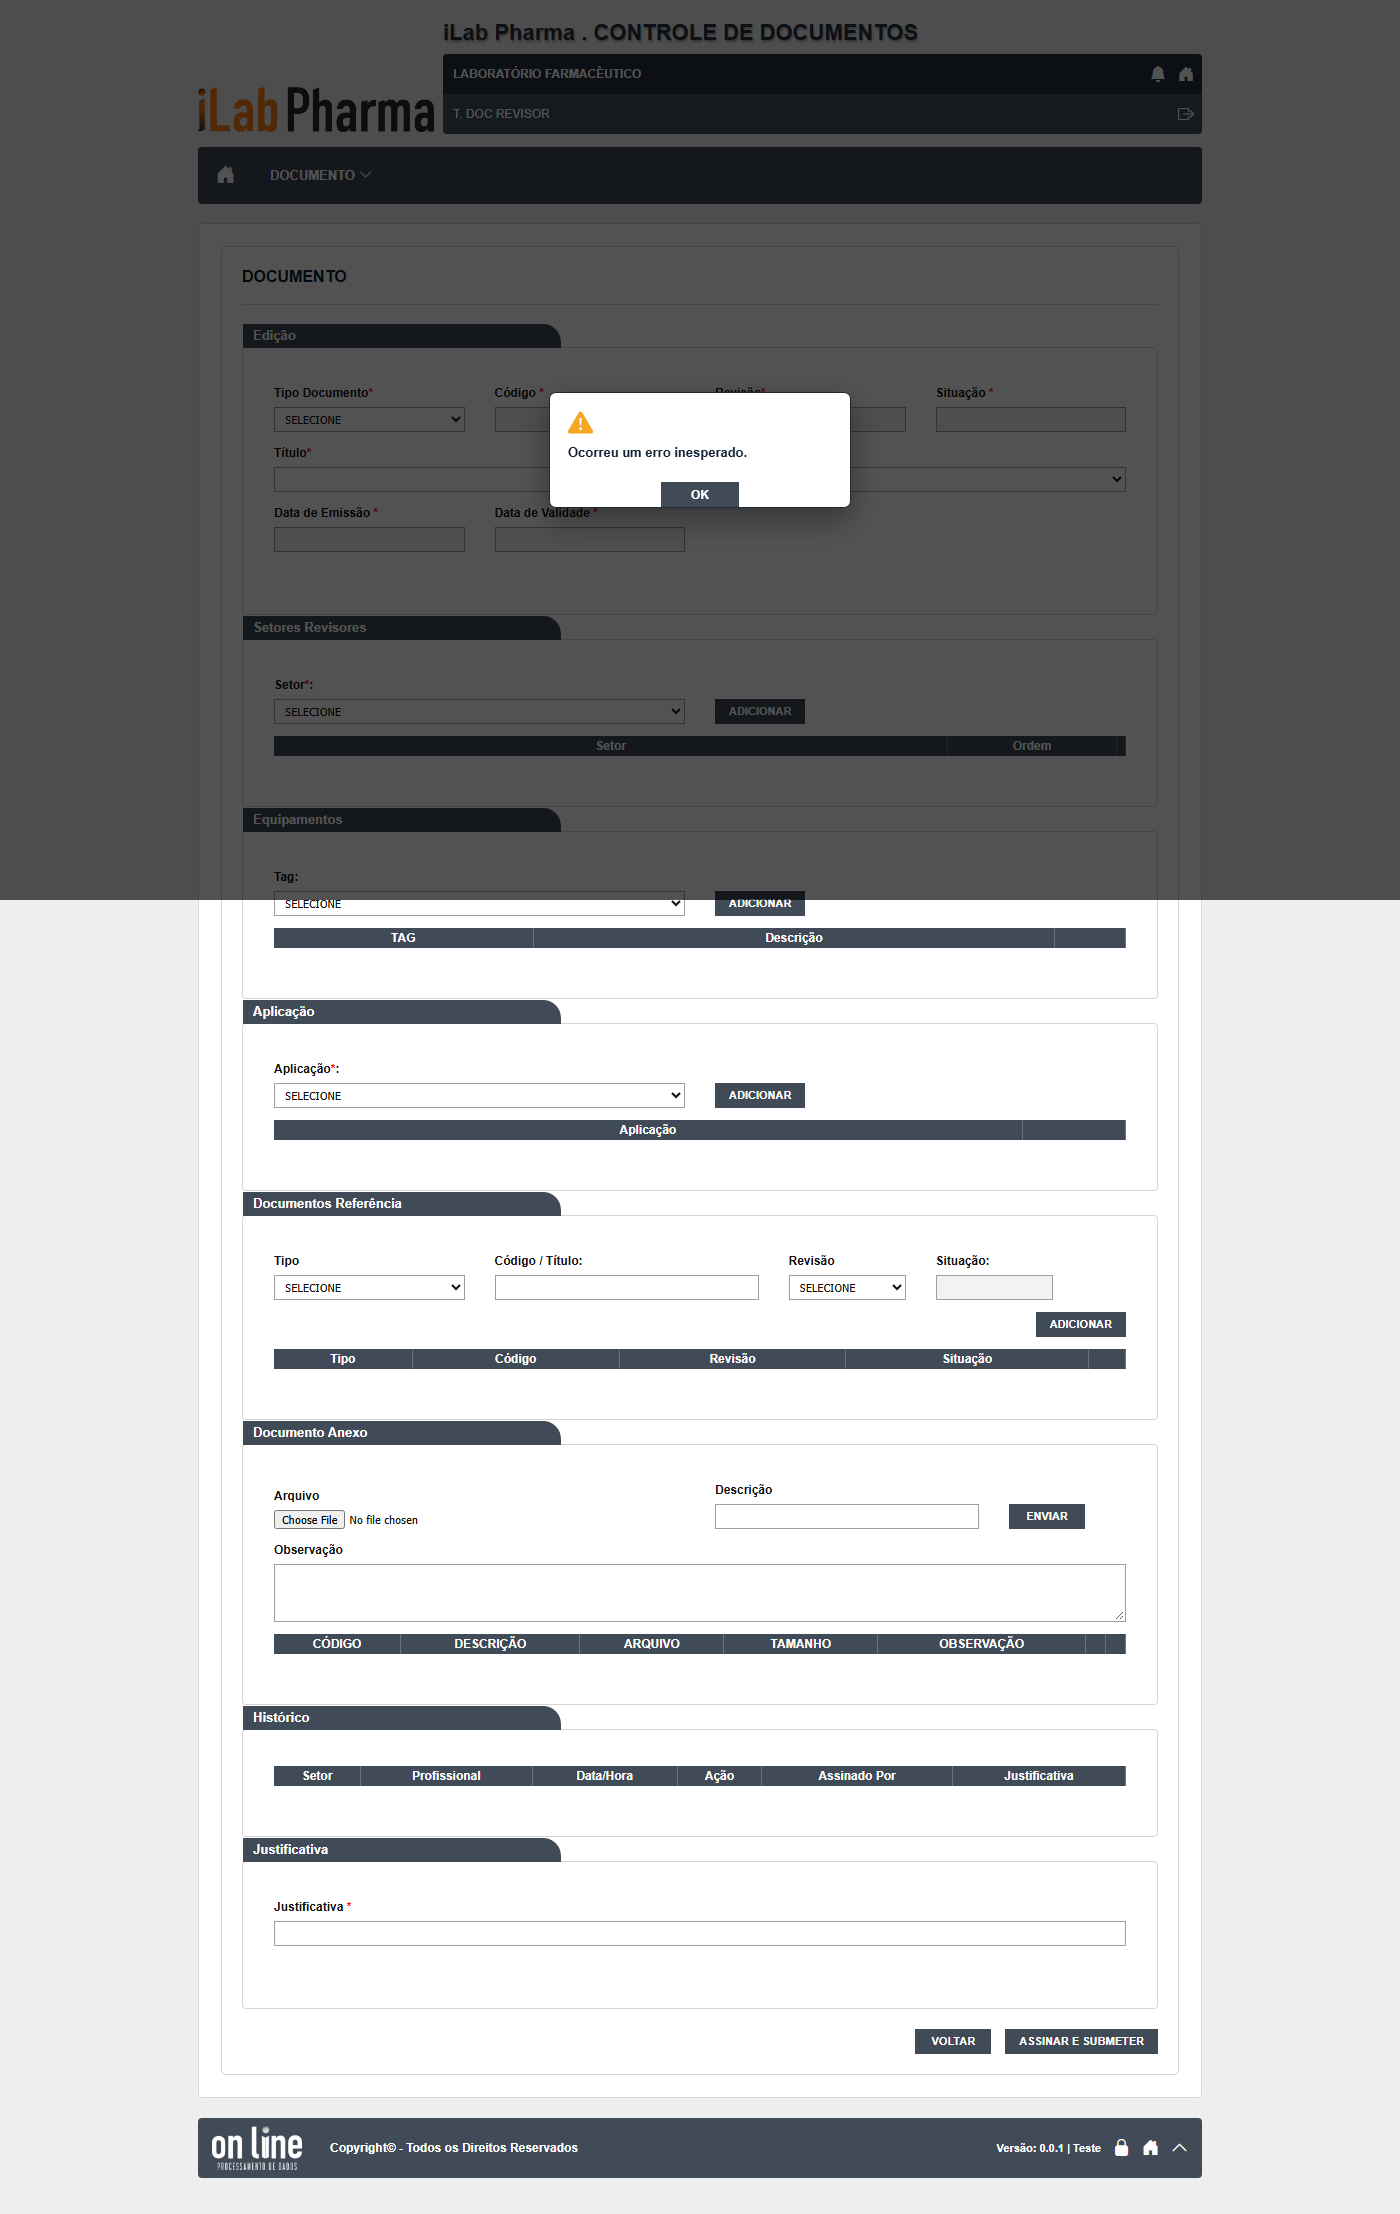 iLab Pharma . CONTROLE DE DOCUMENTOS
iLab Pharma
LABORATÓRIO FARMACÊUTICO
T. DOC REVISOR
DOCUMENTO
DOCUMENTO
Edição
Tipo Documento* Código * Revisão* Situação *
SELECIONE
Ocorreu um erro inesperado.
OK
Título*
Data de Emissão * Data de Validade *
Setores Revisores
Setor*:
SELECIONE ADICIONAR
Setor Ordem
Equipamentos
Tag:
SELECIONE ADICIONAR
TAG Descrição
Aplicação
Aplicação*:
SELECIONE ADICIONAR
Aplicação
Documentos Referência
Tipo Código / Título: Revisão Situação:
SELECIONE SELECIONE
ADICIONAR
Tipo Código Revisão Situação
Documento Anexo
Arquivo Descrição
Choose File No file chosen ENVIAR
Observação
CÓDIGO DESCRIÇÃO ARQUIVO TAMANHO OBSERVAÇÃO
Histórico
Setor Profissional Data/Hora Ação Assinado Por Justificativa
Justificativa
Justificativa *
VOLTAR ASSINAR E SUBMETER
on line
PROCESSAMENTO DE DADOS
Copyright© - Todos os Direitos Reservados
Versão: 0.0.1 | Teste